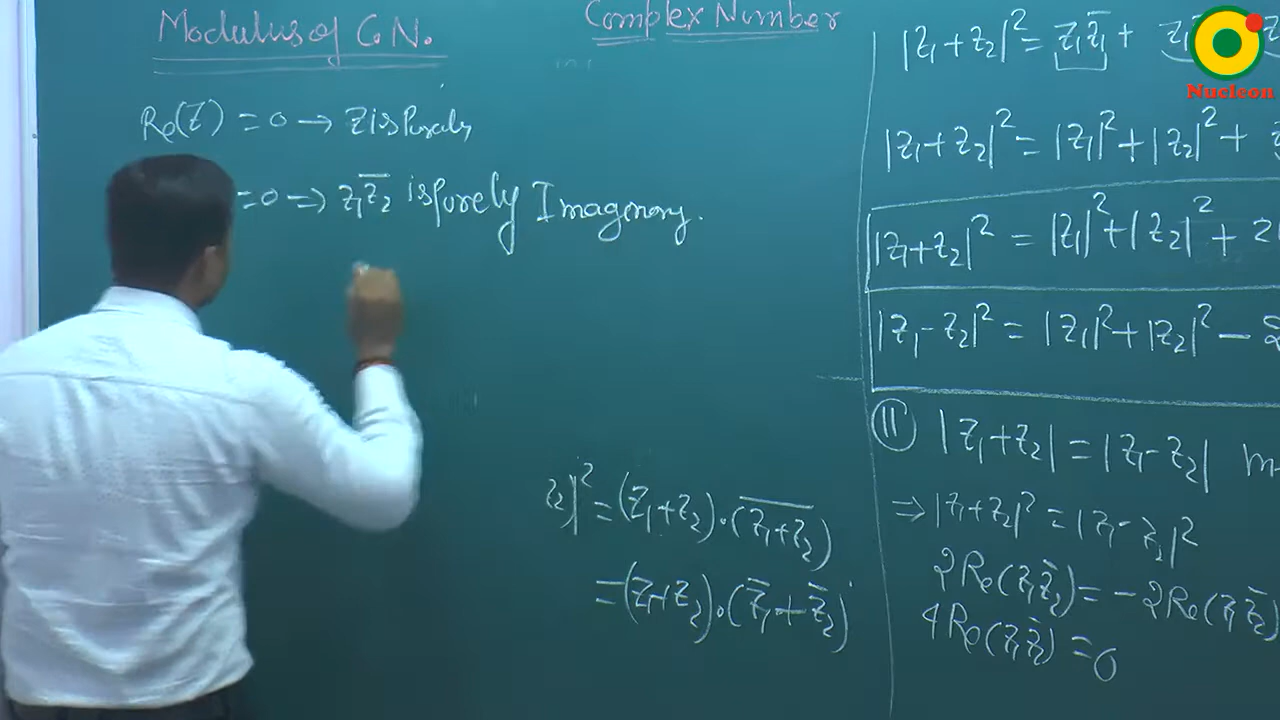 Modulus of C.N.
Complex Number
Re(z) = 0 → z is Purely
= 0 → z₁z̅₂ is Purely Imagenary.
z₂)|² = (z₁+z₂)·(z₁+z₂)‾
= (z₁+z₂)·(z̅₁+z̅₂)
|z₁+z₂|² = z₁z̅₁ + z₁
|z₁+z₂|² = |z₁|²+|z₂|² +
|z₁+z₂|² = |z₁|²+|z₂|² + 2
|z₁-z₂|² = |z₁|²+|z₂|² - 2
II |z₁+z₂| = |z₁-z₂|
⇒ |z₁+z₂|² = |z₁-z₂|²
2Re(z₁z̅₂) = -2Re(z₁z̅₂)
4Re(z₁z̅₂) = 0
Nucleon